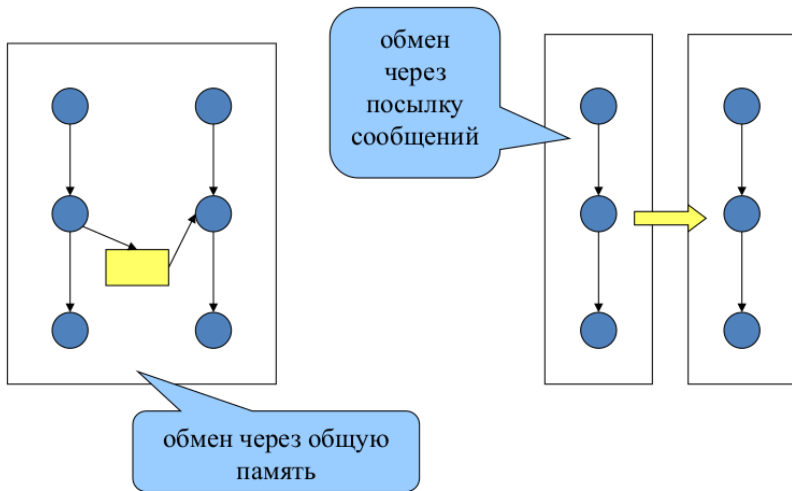 обмен
через
посылку
сообщений
обмен через общую
память